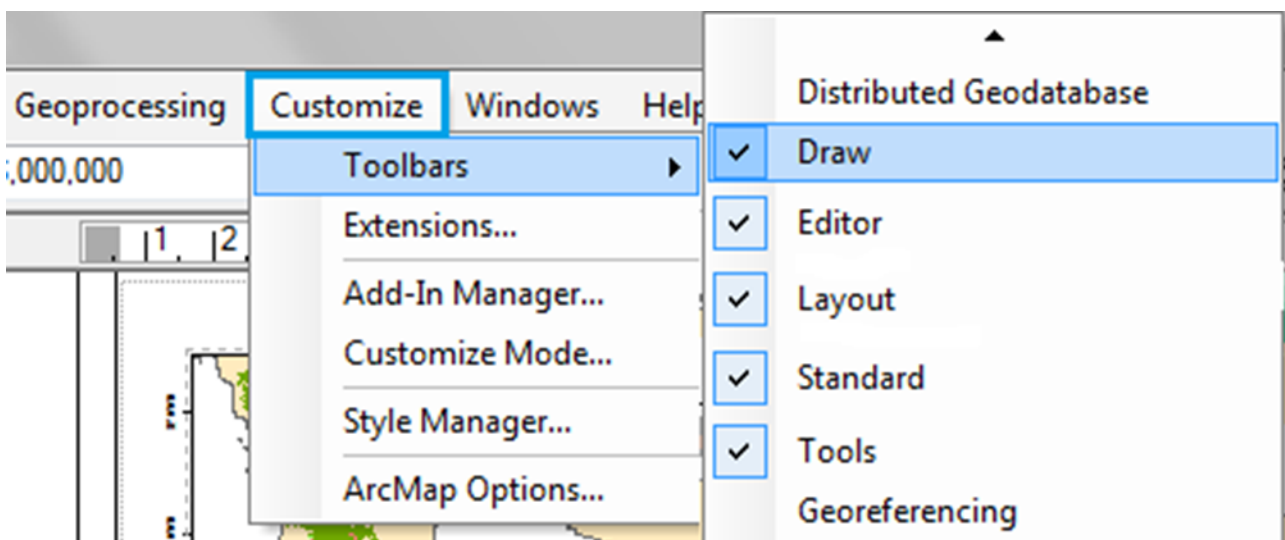 Geoprocessing Customize Windows Help
,000,000
1 2
Toolbars
Extensions...
Add-In Manager...
Customize Mode...
Style Manager...
ArcMap Options...
Distributed Geodatabase
Draw
Editor
Layout
Standard
Tools
Georeferencing